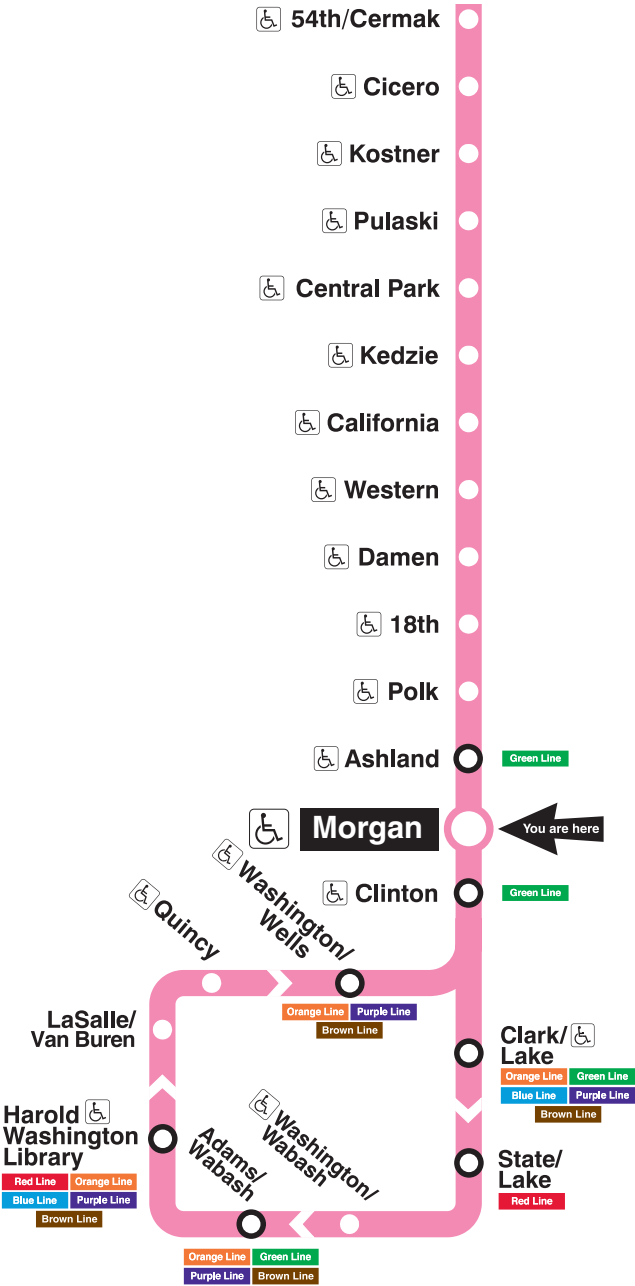 54th/Cermak
Cicero
Kostner
Pulaski
Central Park
Kedzie
California
Western
Damen
18th
Polk
Ashland
Green Line
Morgan
You are here
Clinton
Green Line
Washington/
Wells
Orange Line Purple Line
Brown Line
Quincy
LaSalle/
Van Buren
Clark/
Lake
Orange Line Green Line
Blue Line Purple Line
Brown Line
Harold
Washington
Library
Red Line Orange Line
Blue Line Purple Line
Brown Line
Adams/
Wabash
Orange Line Green Line
Purple Line Brown Line
Washington/
Wabash
State/
Lake
Red Line